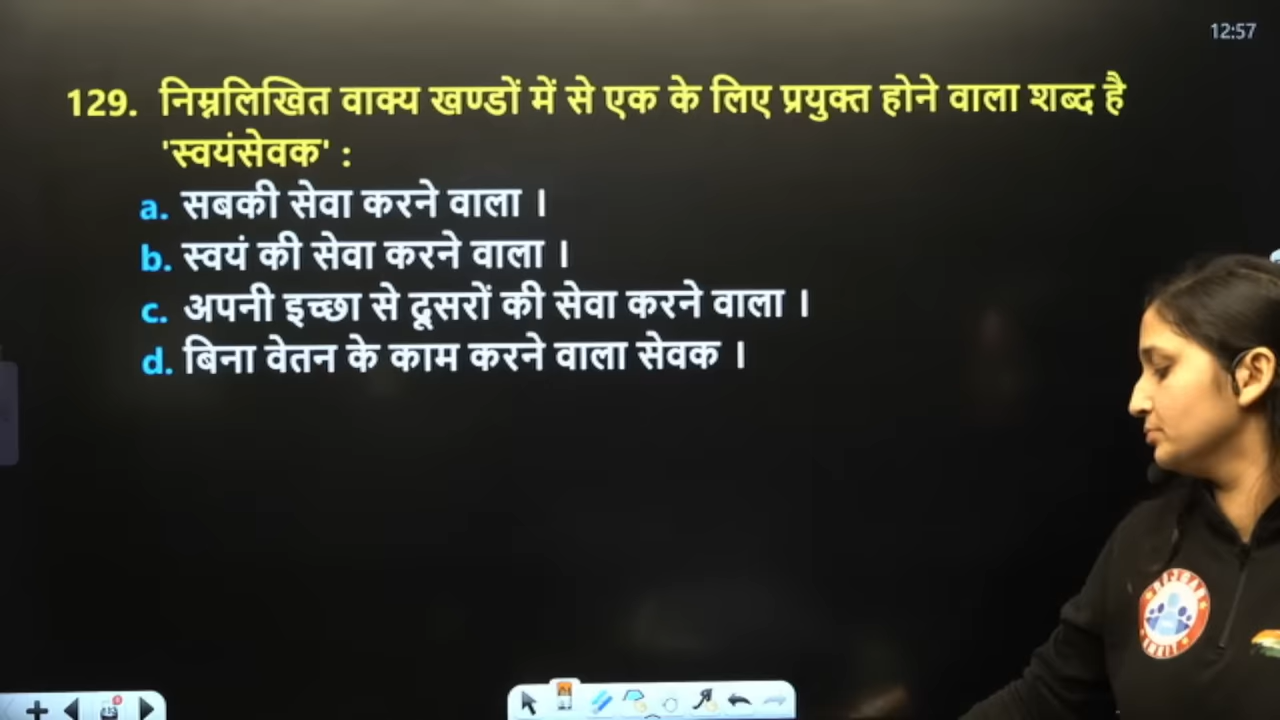 12:57
129. निम्नलिखित वाक्य खण्डों में से एक के लिए प्रयुक्त होने वाला शब्द है
'स्वयंसेवक' :
a. सबकी सेवा करने वाला ।
b. स्वयं की सेवा करने वाला ।
c. अपनी इच्छा से दूसरों की सेवा करने वाला ।
d. बिना वेतन के काम करने वाला सेवक ।